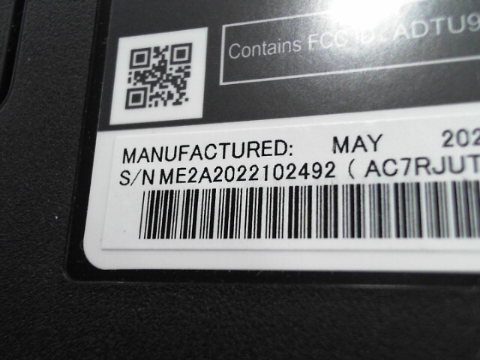 Contains FCC ID: ADTU9
MANUFACTURED: MAY 202
S/N ME2A2022102492 ( AC7RJUT